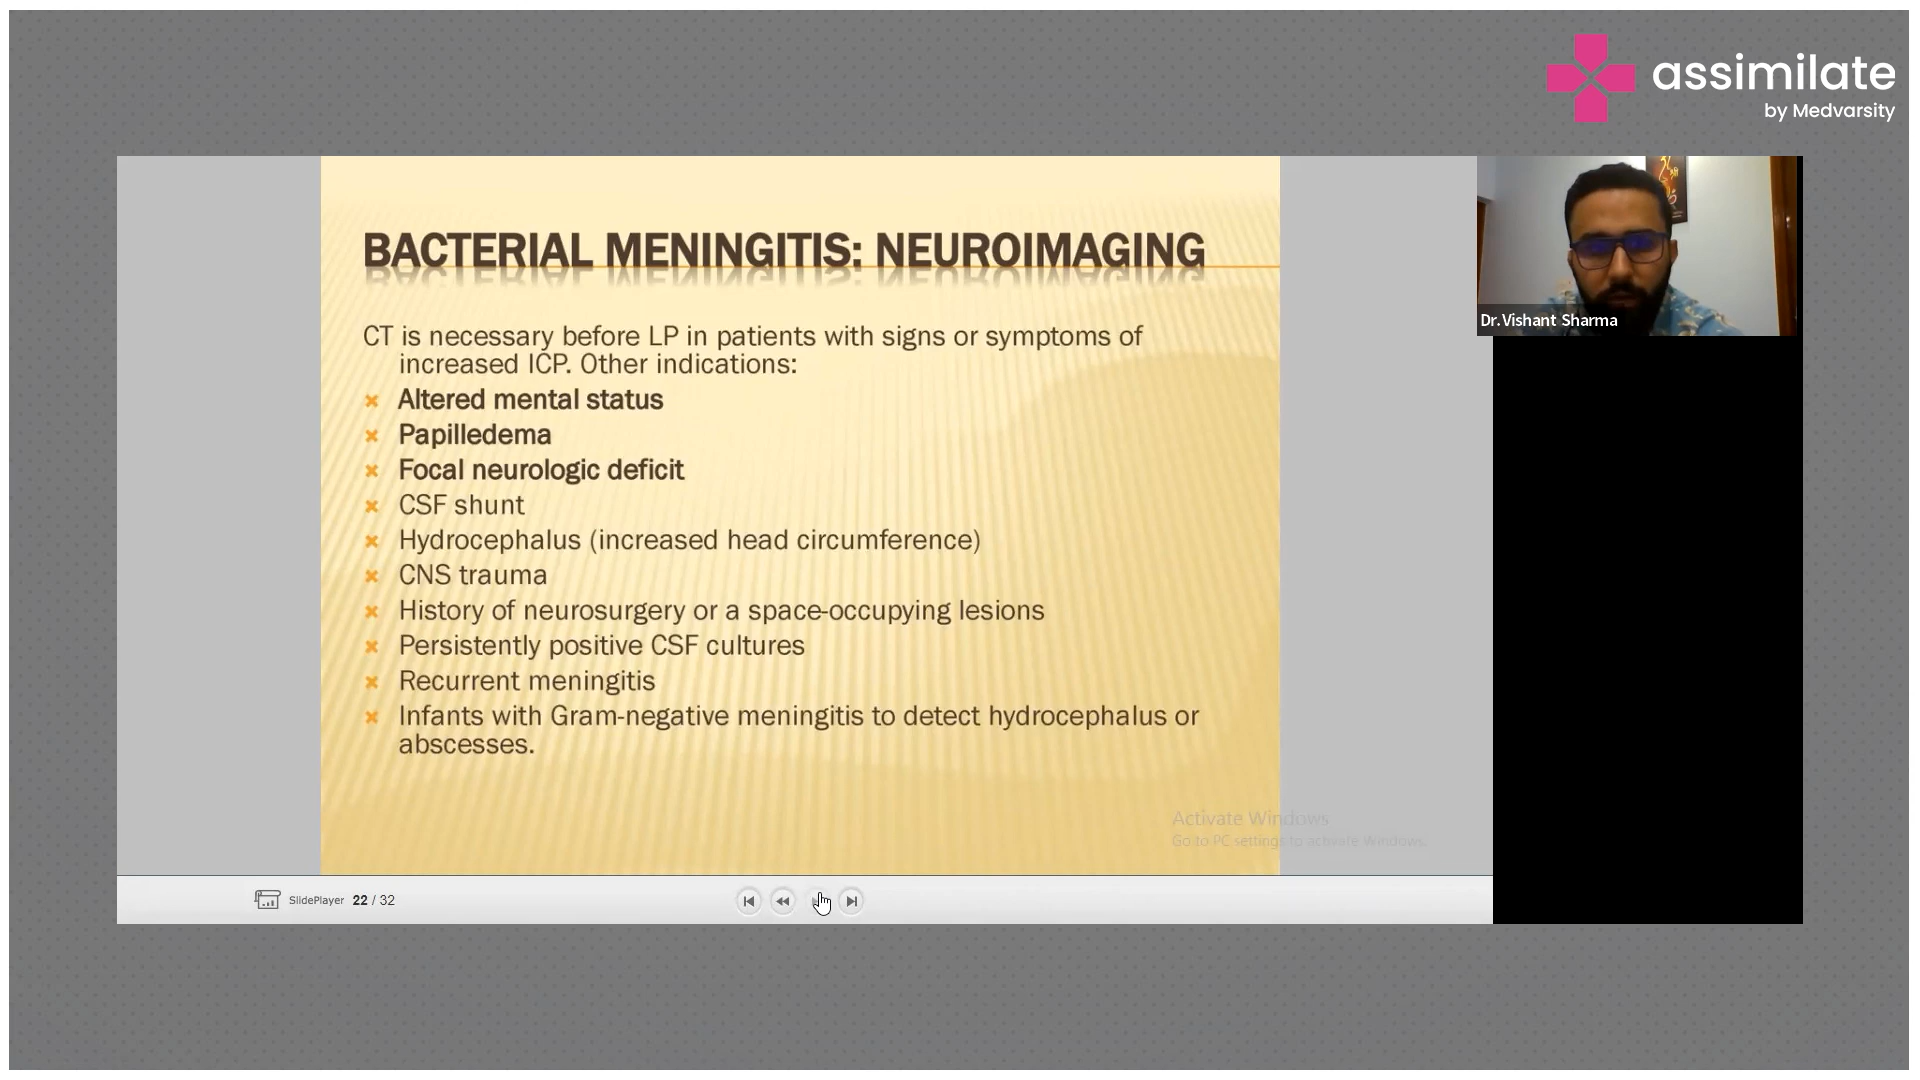 assimilate
by Medvarsity
BACTERIAL MENINGITIS: NEUROIMAGING
CT is necessary before LP in patients with signs or symptoms of
increased ICP. Other indications:
Altered mental status
Papilledema
Focal neurologic deficit
CSF shunt
Hydrocephalus (increased head circumference)
CNS trauma
History of neurosurgery or a space-occupying lesions
Persistently positive CSF cultures
Recurrent meningitis
Infants with Gram-negative meningitis to detect hydrocephalus or
abscesses.
Dr.Vishant Sharma
Activate Windows
Go to PC settings to activate Windows.
SlidePlayer 22 / 32